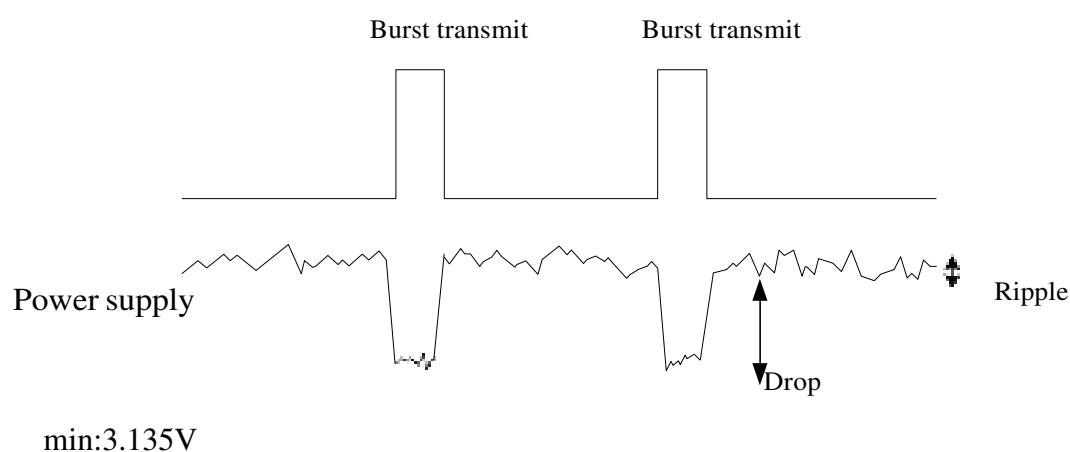 Burst transmit
Burst transmit
Power supply
Ripple
Drop
min:3.135V